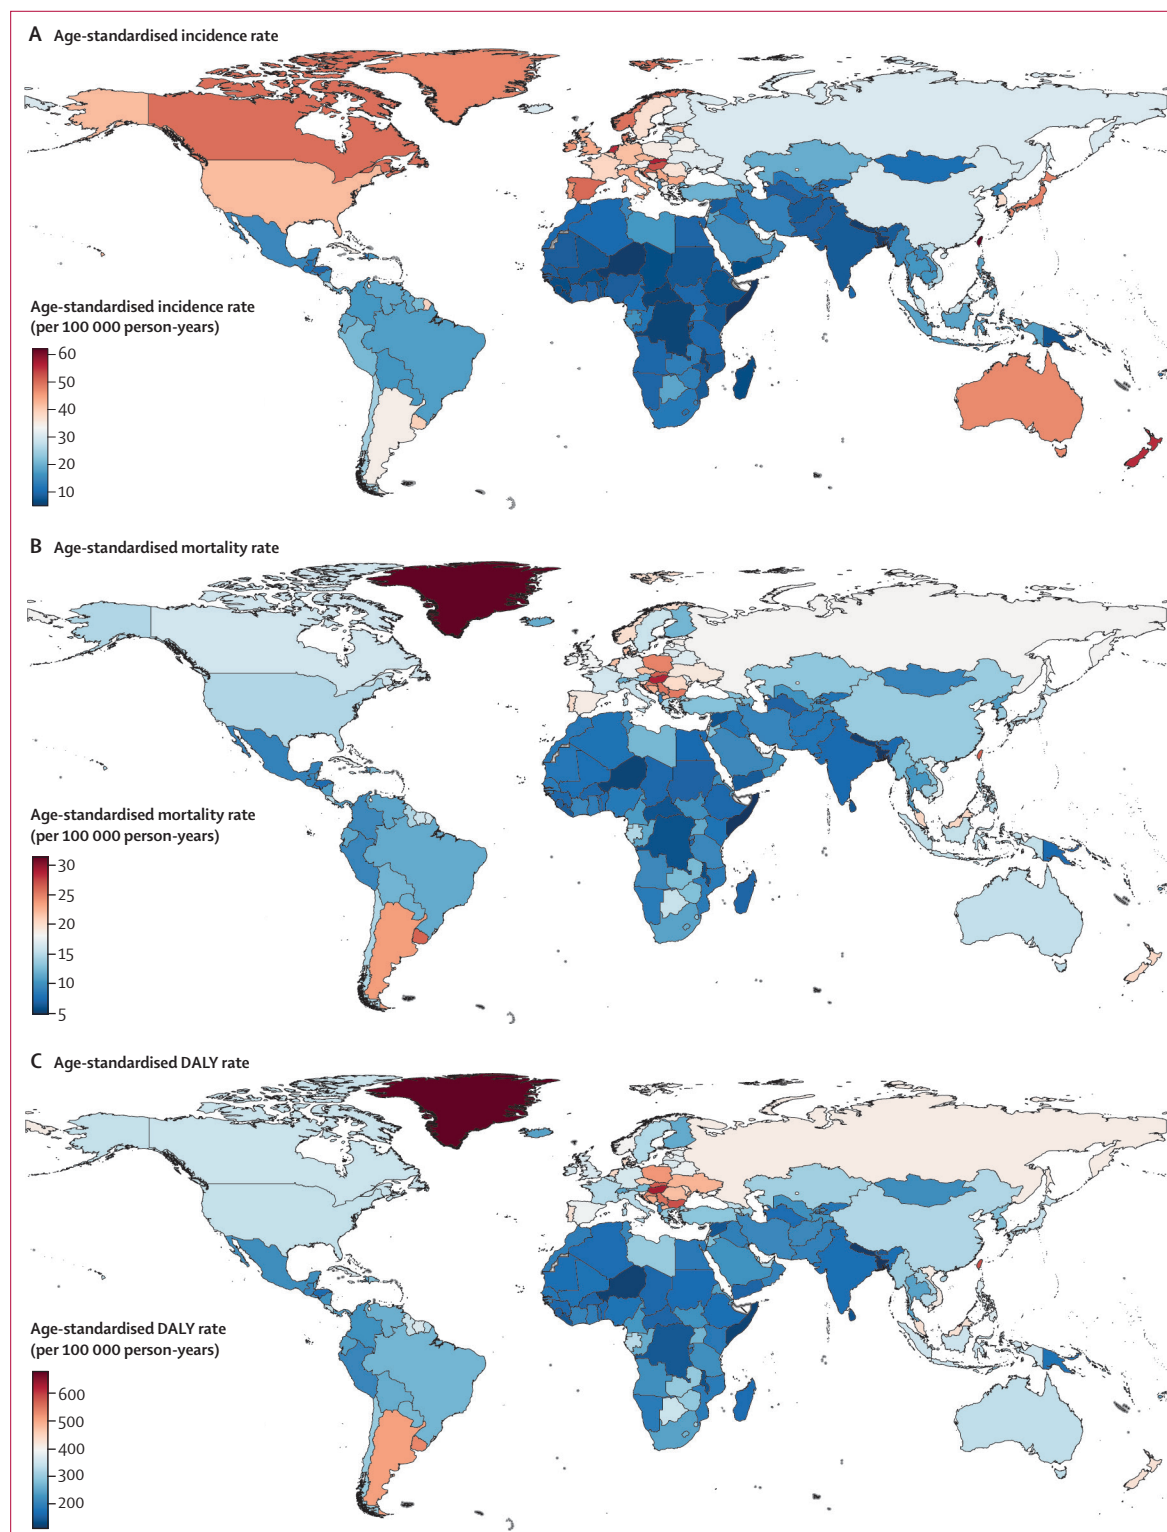 A Age-standardised incidence rate
Age-standardised incidence rate
(per 100 000 person-years)
60
50
40
30
20
10
B Age-standardised mortality rate
Age-standardised mortality rate
(per 100 000 person-years)
30
25
20
15
10
5
C Age-standardised DALY rate
Age-standardised DALY rate
(per 100 000 person-years)
600
500
400
300
200